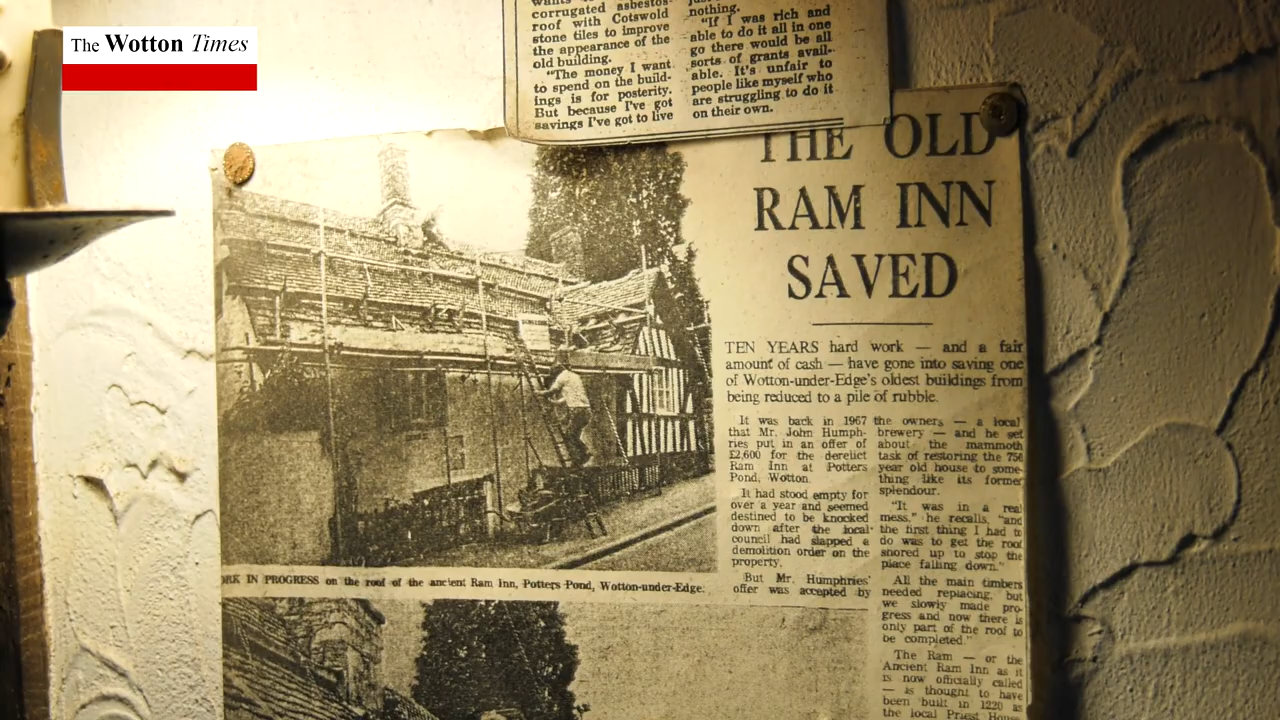 The Wotton Times
corrugated asbestos
roof with Cotswold
stone tiles to improve
the appearance of the
old building.
"The money I want
to spend on the build-
ings is for posterity.
But because I've got
savings I've got to live
nothing.
"If I was rich and
able to do it all in one
go there would be all
sorts of grants avail-
able. It's unfair to
people like myself who
are struggling to do it
on their own.
THE OLD
RAM INN
SAVED
TEN YEARS hard work — and a fair
amount of cash — have gone into saving one
of Wotton-under-Edge's oldest buildings from
being reduced to a pile of rubble.
It was back in 1967
that Mr. John Humph-
ries put in an offer of
£2,600 for the derelict
Ram Inn at Potters
Pond, Wotton.
It had stood empty for
over a year and seemed
destined to be knocked
down after the local
council had slapped a
demolition order on the
property.
But Mr. Humphries'
offer was accepted by
the owners — a local
brewery — and he set
about the mammoth
task of restoring the 756
year old house to some-
thing like its former
splendour.
"It was in a real
mess," he recalls, "and
the first thing I had to
do was to get the roof
shored up to stop the
place falling down."
All the main timbers
needed replacing, but
we slowly made pro-
gress and now there is
only part of the roof to
be completed."
The Ram — or the
Ancient Ram Inn as it
is now officially called
— is thought to have
been built in 1220 as
the local Priest House
ORK IN PROGRESS on the roof of the ancient Ram Inn, Potters Pond, Wotton-under-Edge.